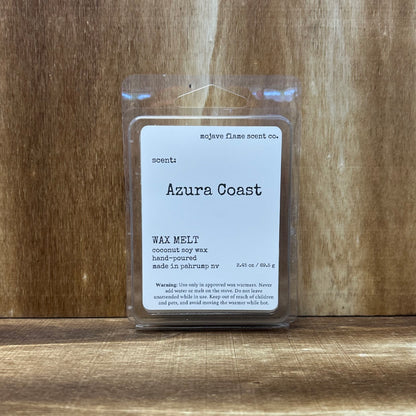 mojave flame scent co.
scent:
Azura Coast
WAX MELT
coconut soy wax
hand-poured
made in pahrump nv 2.45 oz / 69.5 g
Warning: Use only in approved wax warmers. Never
add water or melt on the stove. Do not leave
unattended while in use. Keep out of reach of children
and pets, and avoid moving the warmer while hot.